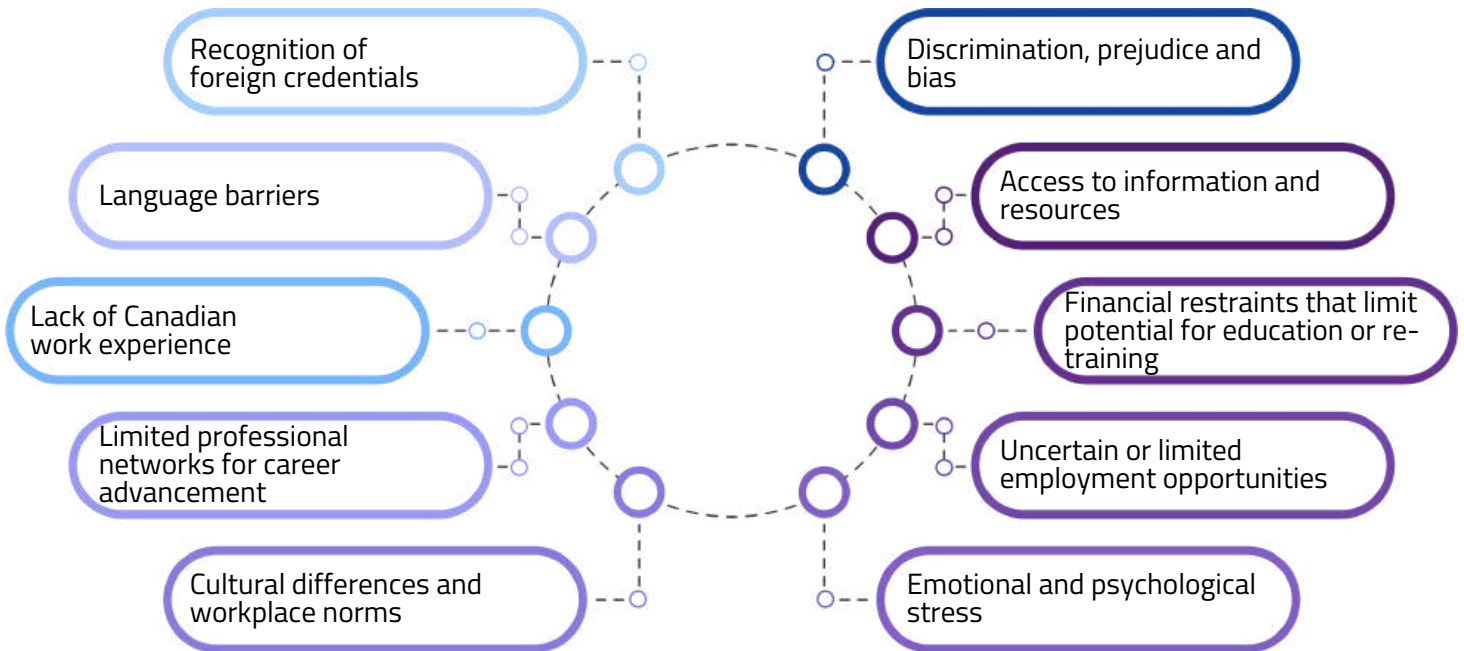 Recognition of
foreign credentials
Language barriers
Lack of Canadian
work experience
Limited professional
networks for career
advancement
Cultural differences and
workplace norms
Discrimination, prejudice and
bias
Access to information and
resources
Financial restraints that limit
potential for education or re-
training
Uncertain or limited
employment opportunities
Emotional and psychological
stress